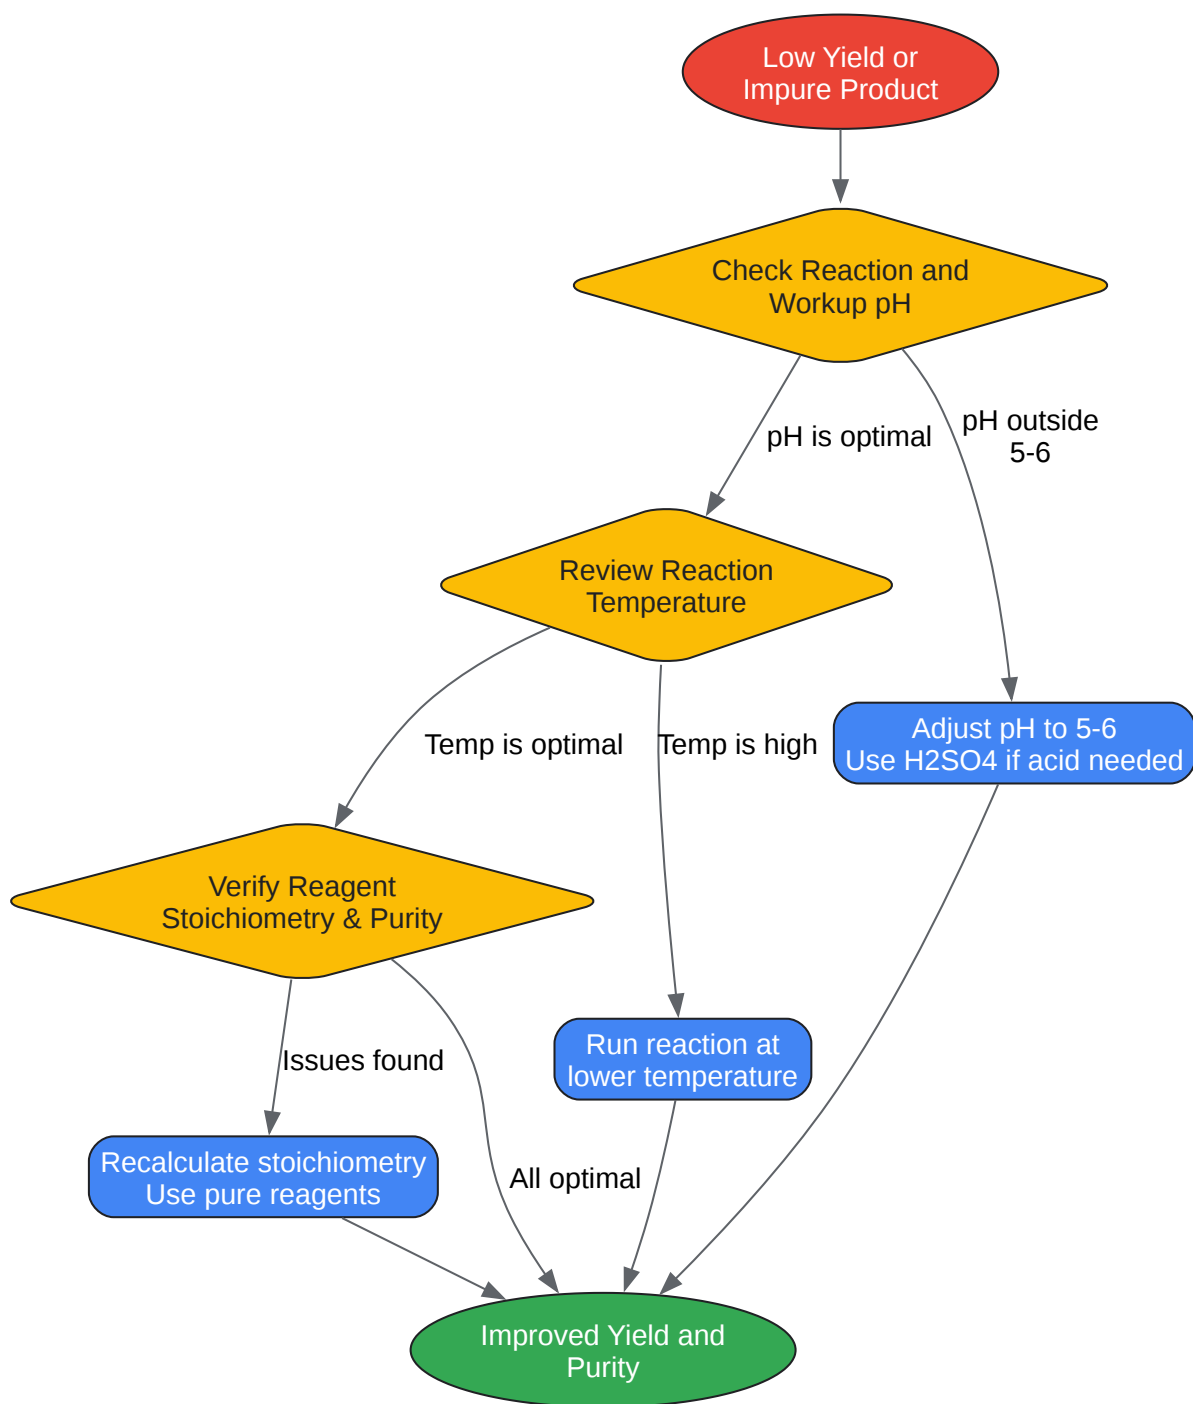 Low Yield or
Impure Product
Check Reaction and
Workup pH
pH is optimal
pH outside
5-6
Review Reaction
Temperature
Temp is optimal
Temp is high
Adjust pH to 5-6
Use H2SO4 if acid needed
Verify Reagent
Stoichiometry & Purity
Issues found
Run reaction at
lower temperature
Recalculate stoichiometry
Use pure reagents
All optimal
Improved Yield and
Purity